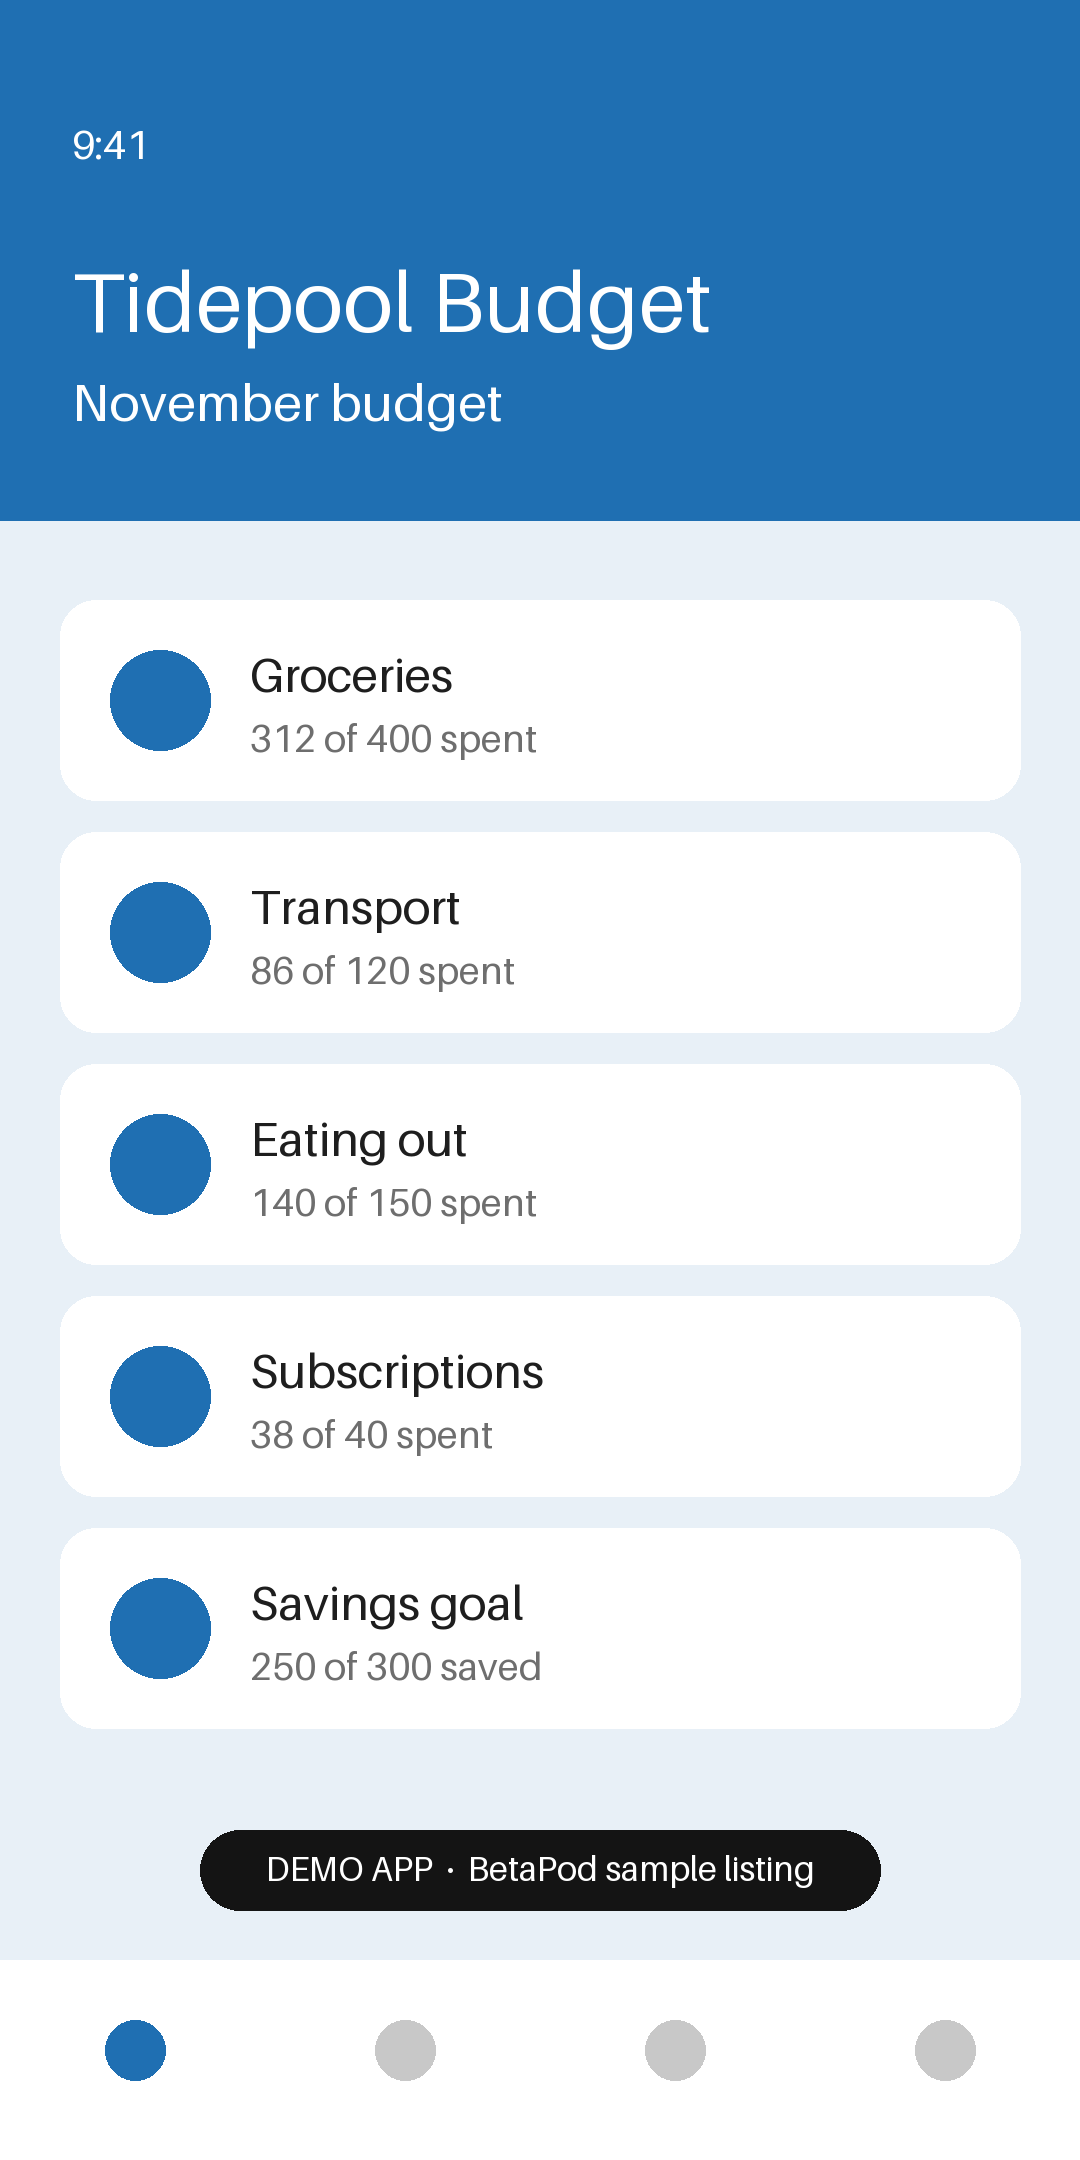 9:41
Tidepool Budget
November budget
Groceries
312 of 400 spent
Transport
86 of 120 spent
Eating out
140 of 150 spent
Subscriptions
38 of 40 spent
Savings goal
250 of 300 saved
DEMO APP · BetaPod sample listing